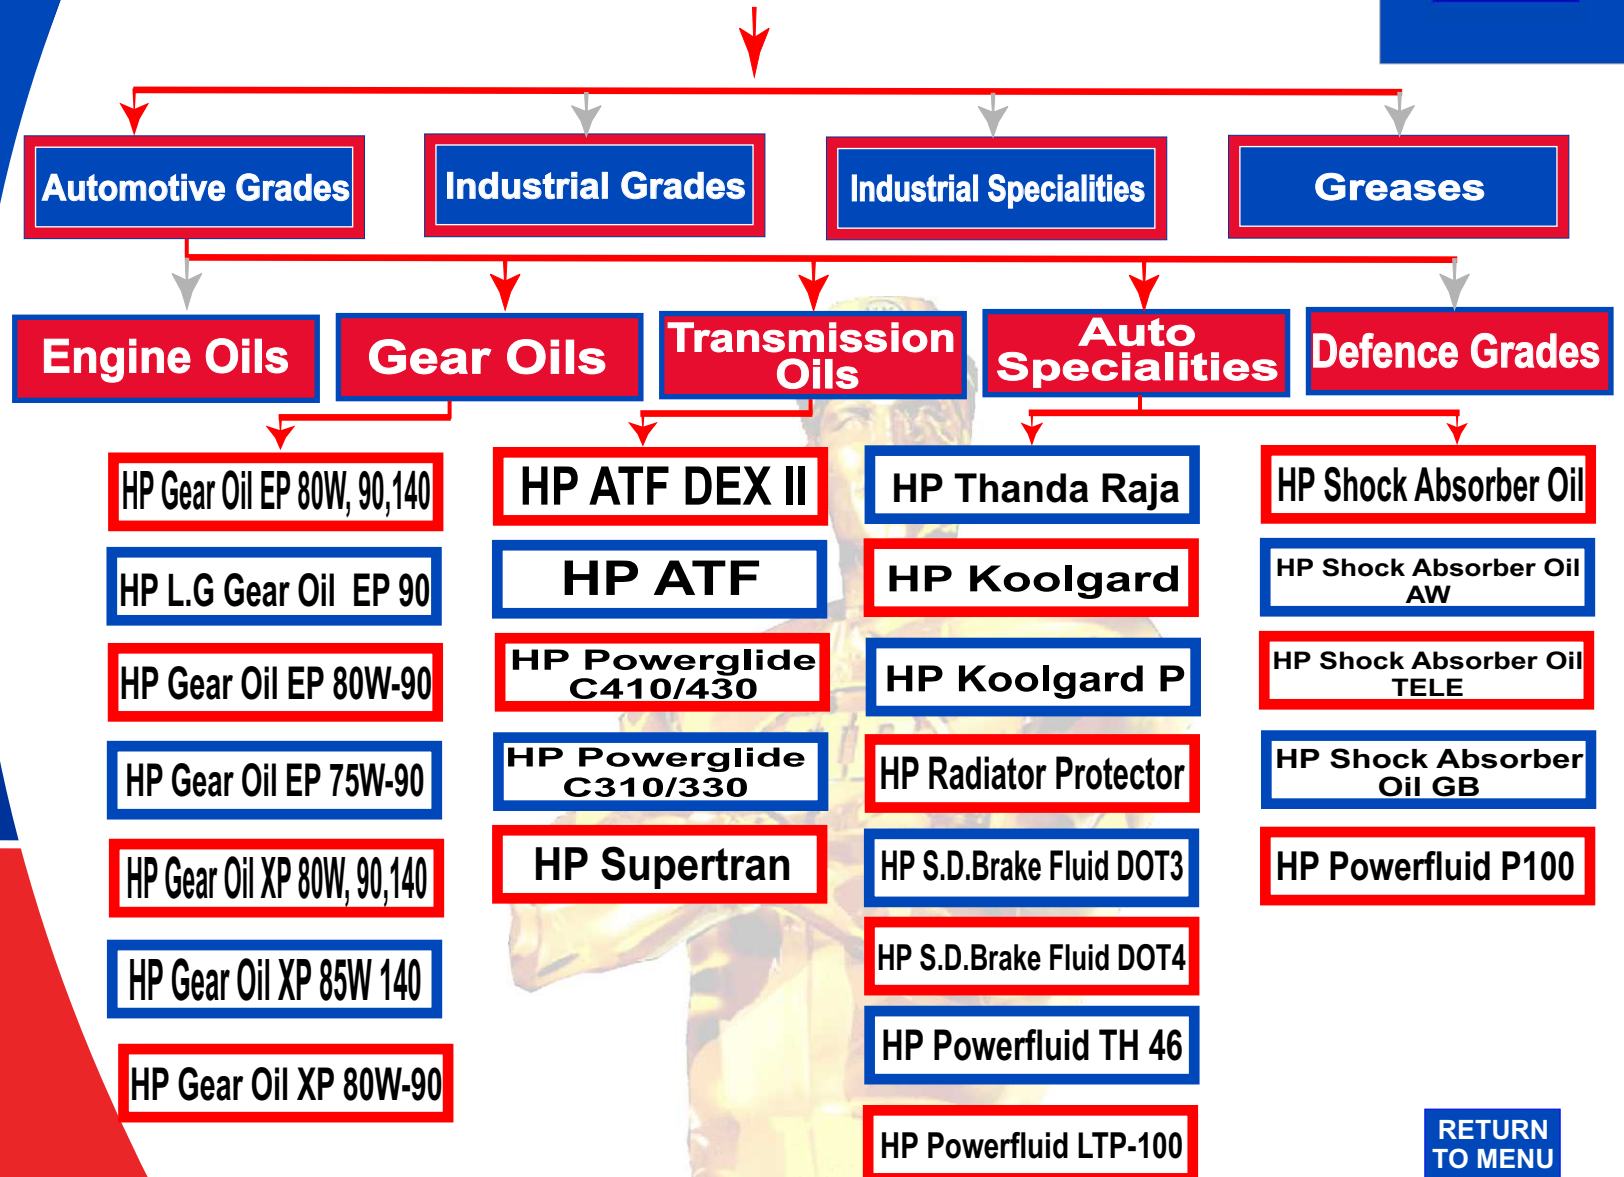 Automotive Grades
Industrial Grades
Industrial Specialities
Greases
Engine Oils
Gear Oils
Transmission
Oils
Auto
Specialities
Defence Grades
HP Gear Oil EP 80W, 90,140
HP L.G Gear Oil  EP 90
HP Gear Oil EP 80W-90
HP Gear Oil EP 75W-90
HP Gear Oil XP 80W, 90,140
HP Gear Oil XP 85W 140
HP Gear Oil XP 80W-90
HP ATF DEX II
HP ATF
HP Powerglide
C410/430
HP Powerglide
C310/330
HP Supertran
HP Thanda Raja
HP Koolgard
HP Koolgard P
HP Radiator Protector
HP S.D.Brake Fluid DOT3
HP S.D.Brake Fluid DOT4
HP Powerfluid TH 46
HP Powerfluid LTP-100
HP Shock Absorber Oil
HP Shock Absorber Oil
AW
HP Shock Absorber Oil
TELE
HP Shock Absorber
Oil GB
HP Powerfluid P100
RETURN
TO MENU